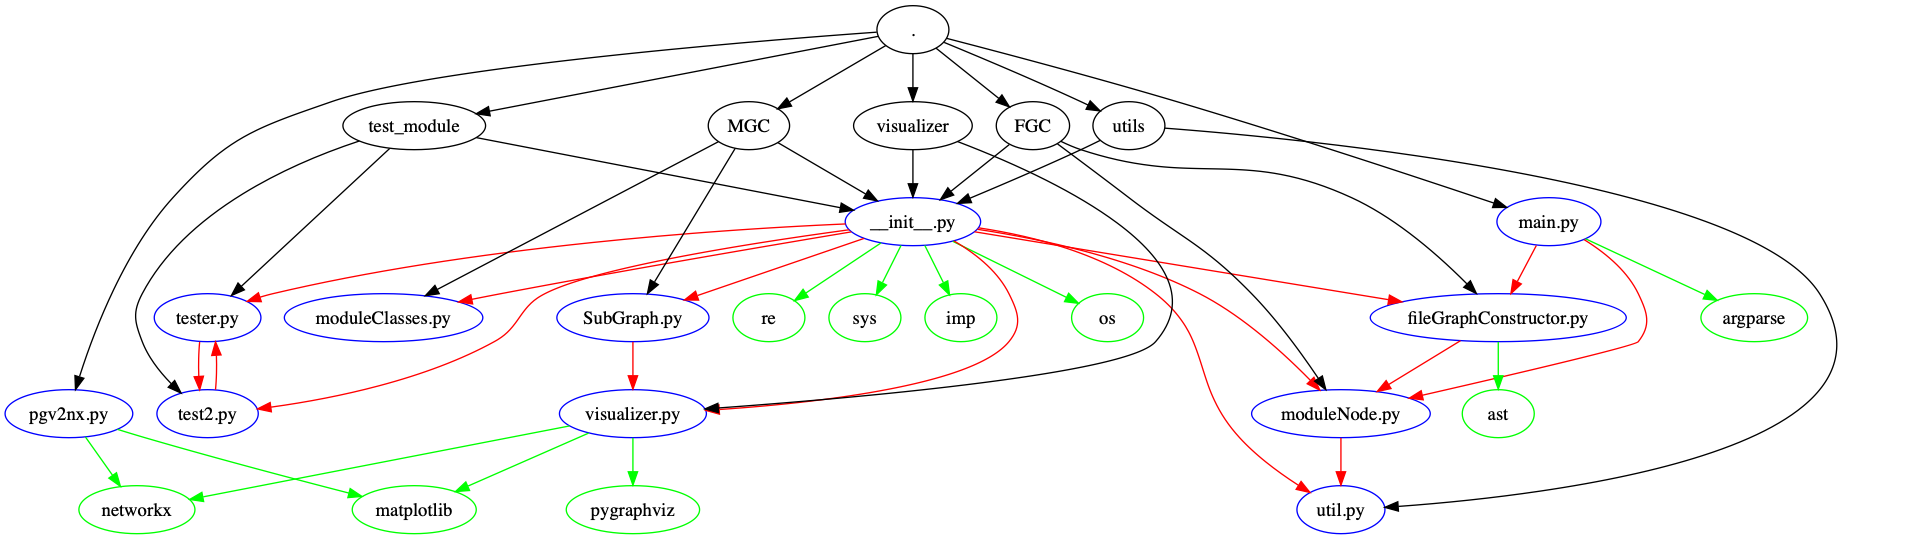 .
test_module
MGC
visualizer
FGC
utils
__init__.py
main.py
tester.py
moduleClasses.py
SubGraph.py
re
sys
imp
os
fileGraphConstructor.py
argparse
pgv2nx.py
test2.py
visualizer.py
moduleNode.py
ast
networkx
matplotlib
pygraphviz
util.py